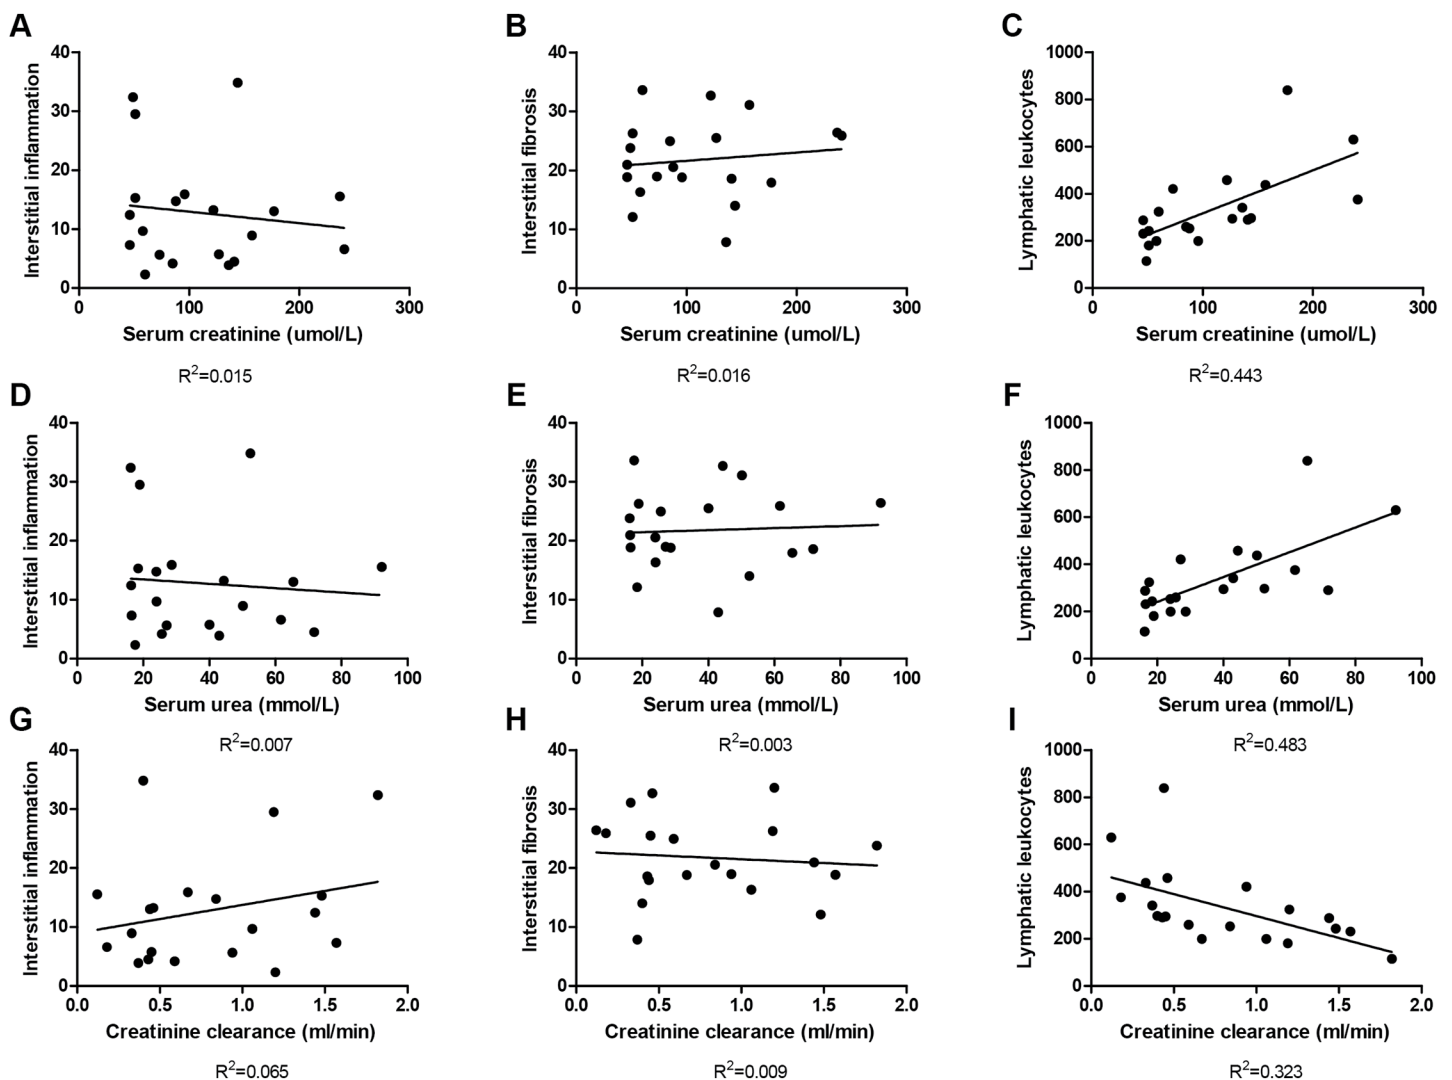 A
B
C
Interstitial inflammation
40
30
20
10
0
0 100 200 300
Serum creatinine (umol/L)
R²=0.015
Interstitial fibrosis
40
30
20
10
0
0 100 200 300
Serum creatinine (umol/L)
R²=0.016
Lymphatic leukocytes
1000
800
600
400
200
0
0 100 200 300
Serum creatinine (umol/L)
R²=0.443
D
E
F
Interstitial inflammation
40
30
20
10
0
0 20 40 60 80 100
Serum urea (mmol/L)
R²=0.007
Interstitial fibrosis
40
30
20
10
0
0 20 40 60 80 100
Serum urea (mmol/L)
R²=0.003
Lymphatic leukocytes
1000
800
600
400
200
0
0 20 40 60 80 100
Serum urea (mmol/L)
R²=0.483
G
H
I
Interstitial inflammation
40
30
20
10
0
0.0 0.5 1.0 1.5 2.0
Creatinine clearance (ml/min)
R²=0.065
Interstitial fibrosis
40
30
20
10
0
0.0 0.5 1.0 1.5 2.0
Creatinine clearance (ml/min)
R²=0.009
Lymphatic leukocytes
1000
800
600
400
200
0
0.0 0.5 1.0 1.5 2.0
Creatinine clearance (ml/min)
R²=0.323